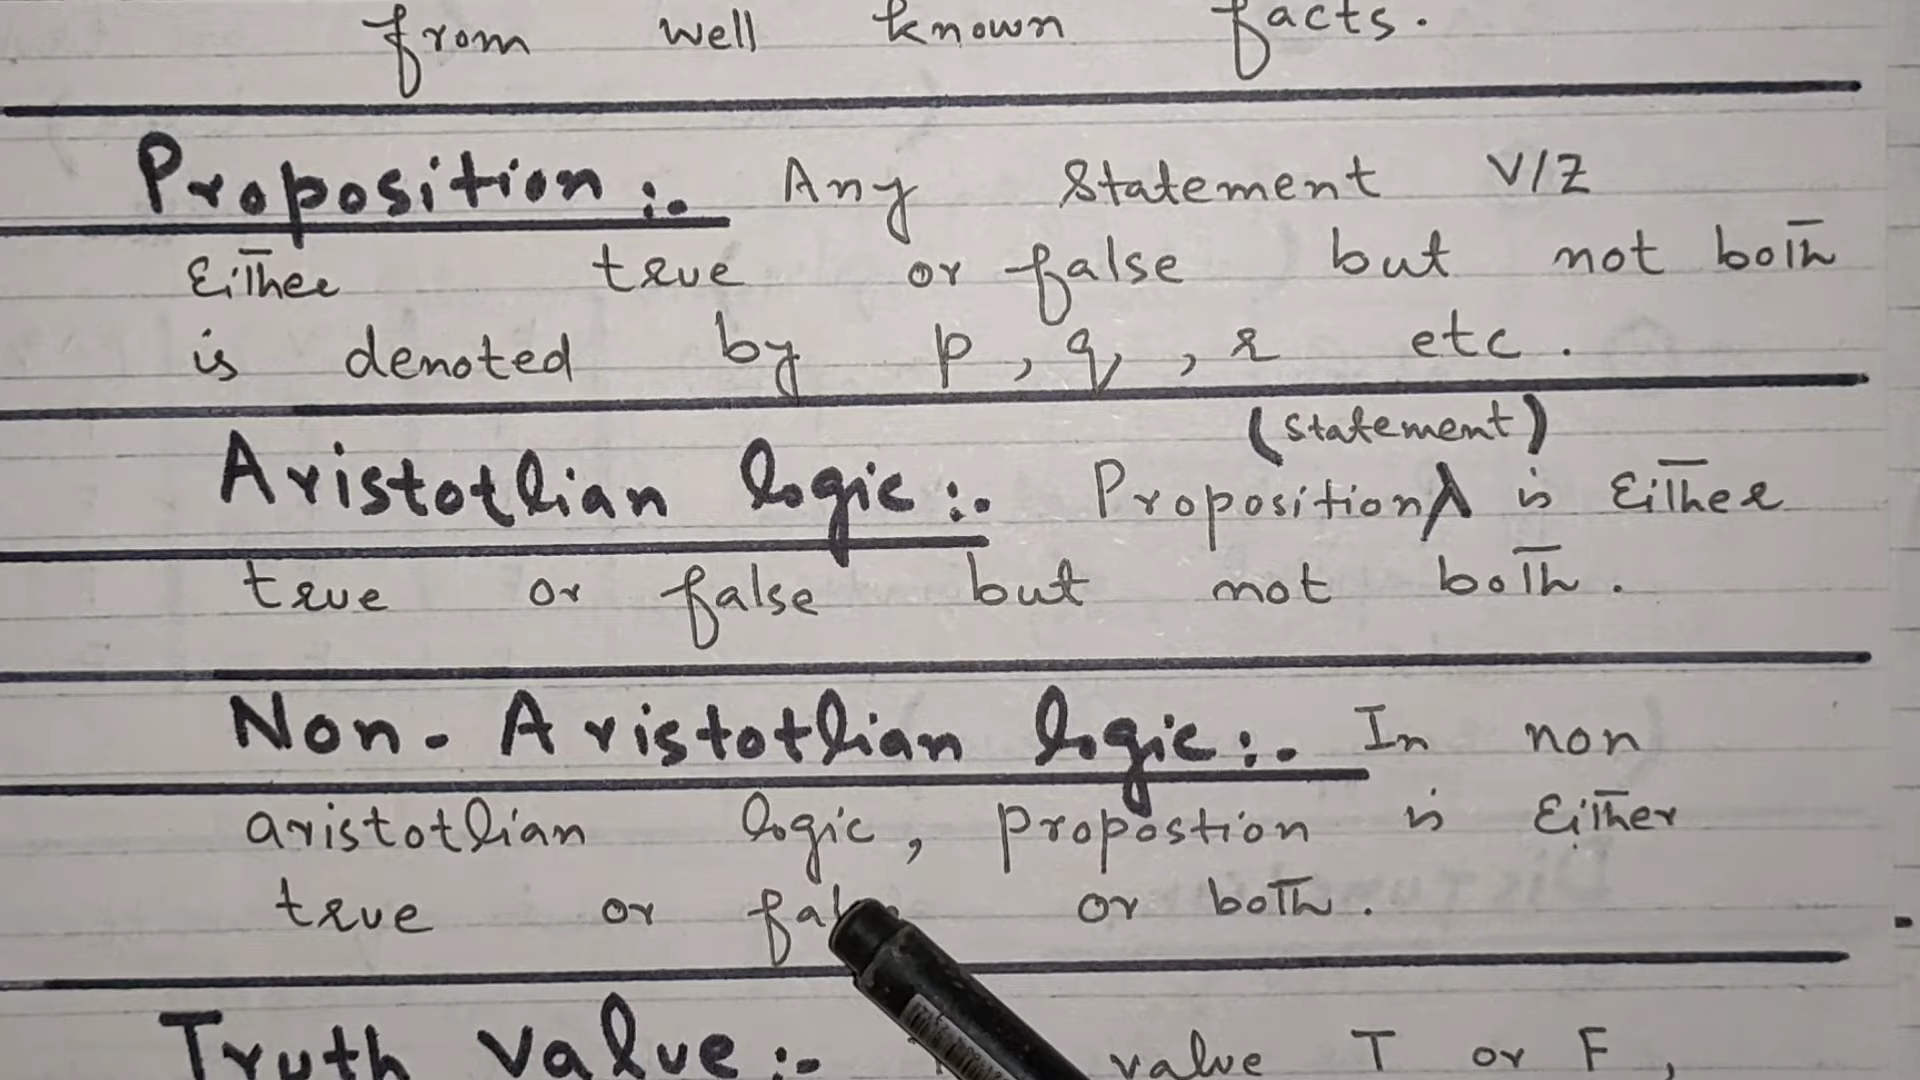 from well known facts.
Proposition :- Any Statement V/Z
Either true or false but not both
is denoted by p, q, r etc.
(Statement)
Aristotlian logic :- Proposition λ is Either
true or false but not both.
Non-Aristotlian logic :- In non
aristotlian logic, propostion is Either
true or or both.
Truth Value :- value T or F,